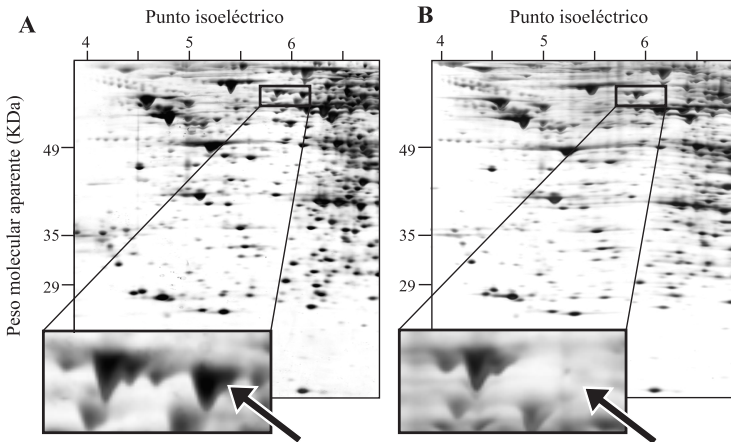 A
Punto isoeléctrico
4 5 6
Peso molecular aparente (KDa)
49
35
29
B
Punto isoeléctrico
4 5 6
49
35
29